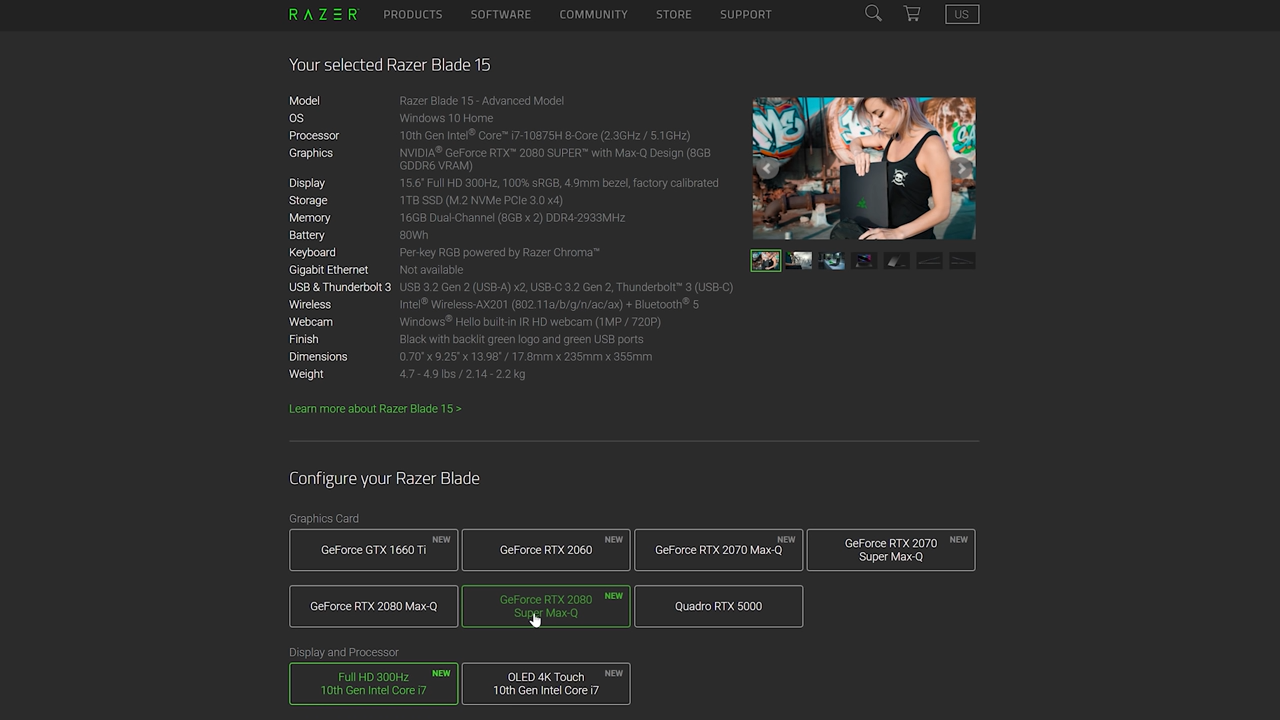 RAZER PRODUCTS SOFTWARE COMMUNITY STORE SUPPORT US
Your selected Razer Blade 15
Model Razer Blade 15 - Advanced Model
OS Windows 10 Home
Processor 10th Gen Intel® Core™ i7-10875H 8-Core (2.3GHz / 5.1GHz)
Graphics NVIDIA® GeForce RTX™ 2080 SUPER™ with Max-Q Design (8GB
GDDR6 VRAM)
Display 15.6" Full HD 300Hz, 100% sRGB, 4.9mm bezel, factory calibrated
Storage 1TB SSD (M.2 NVMe PCIe 3.0 x4)
Memory 16GB Dual-Channel (8GB x 2) DDR4-2933MHz
Battery 80Wh
Keyboard Per-key RGB powered by Razer Chroma™
Gigabit Ethernet Not available
USB & Thunderbolt 3 USB 3.2 Gen 2 (USB-A) x2, USB-C 3.2 Gen 2, Thunderbolt™ 3 (USB-C)
Wireless Intel® Wireless-AX201 (802.11a/b/g/n/ac/ax) + Bluetooth® 5
Webcam Windows® Hello built-in IR HD webcam (1MP / 720P)
Finish Black with backlit green logo and green USB ports
Dimensions 0.70" x 9.25" x 13.98" / 17.8mm x 235mm x 355mm
Weight 4.7 - 4.9 lbs / 2.14 - 2.2 kg
Learn more about Razer Blade 15 >
Configure your Razer Blade
Graphics Card
GeForce GTX 1660 Ti NEW
GeForce RTX 2060 NEW
GeForce RTX 2070 Max-Q NEW
GeForce RTX 2070 NEW
Super Max-Q
GeForce RTX 2080 Max-Q
GeForce RTX 2080 NEW
Super Max-Q
Quadro RTX 5000
Display and Processor
Full HD 300Hz NEW
10th Gen Intel Core i7
OLED 4K Touch NEW
10th Gen Intel Core i7